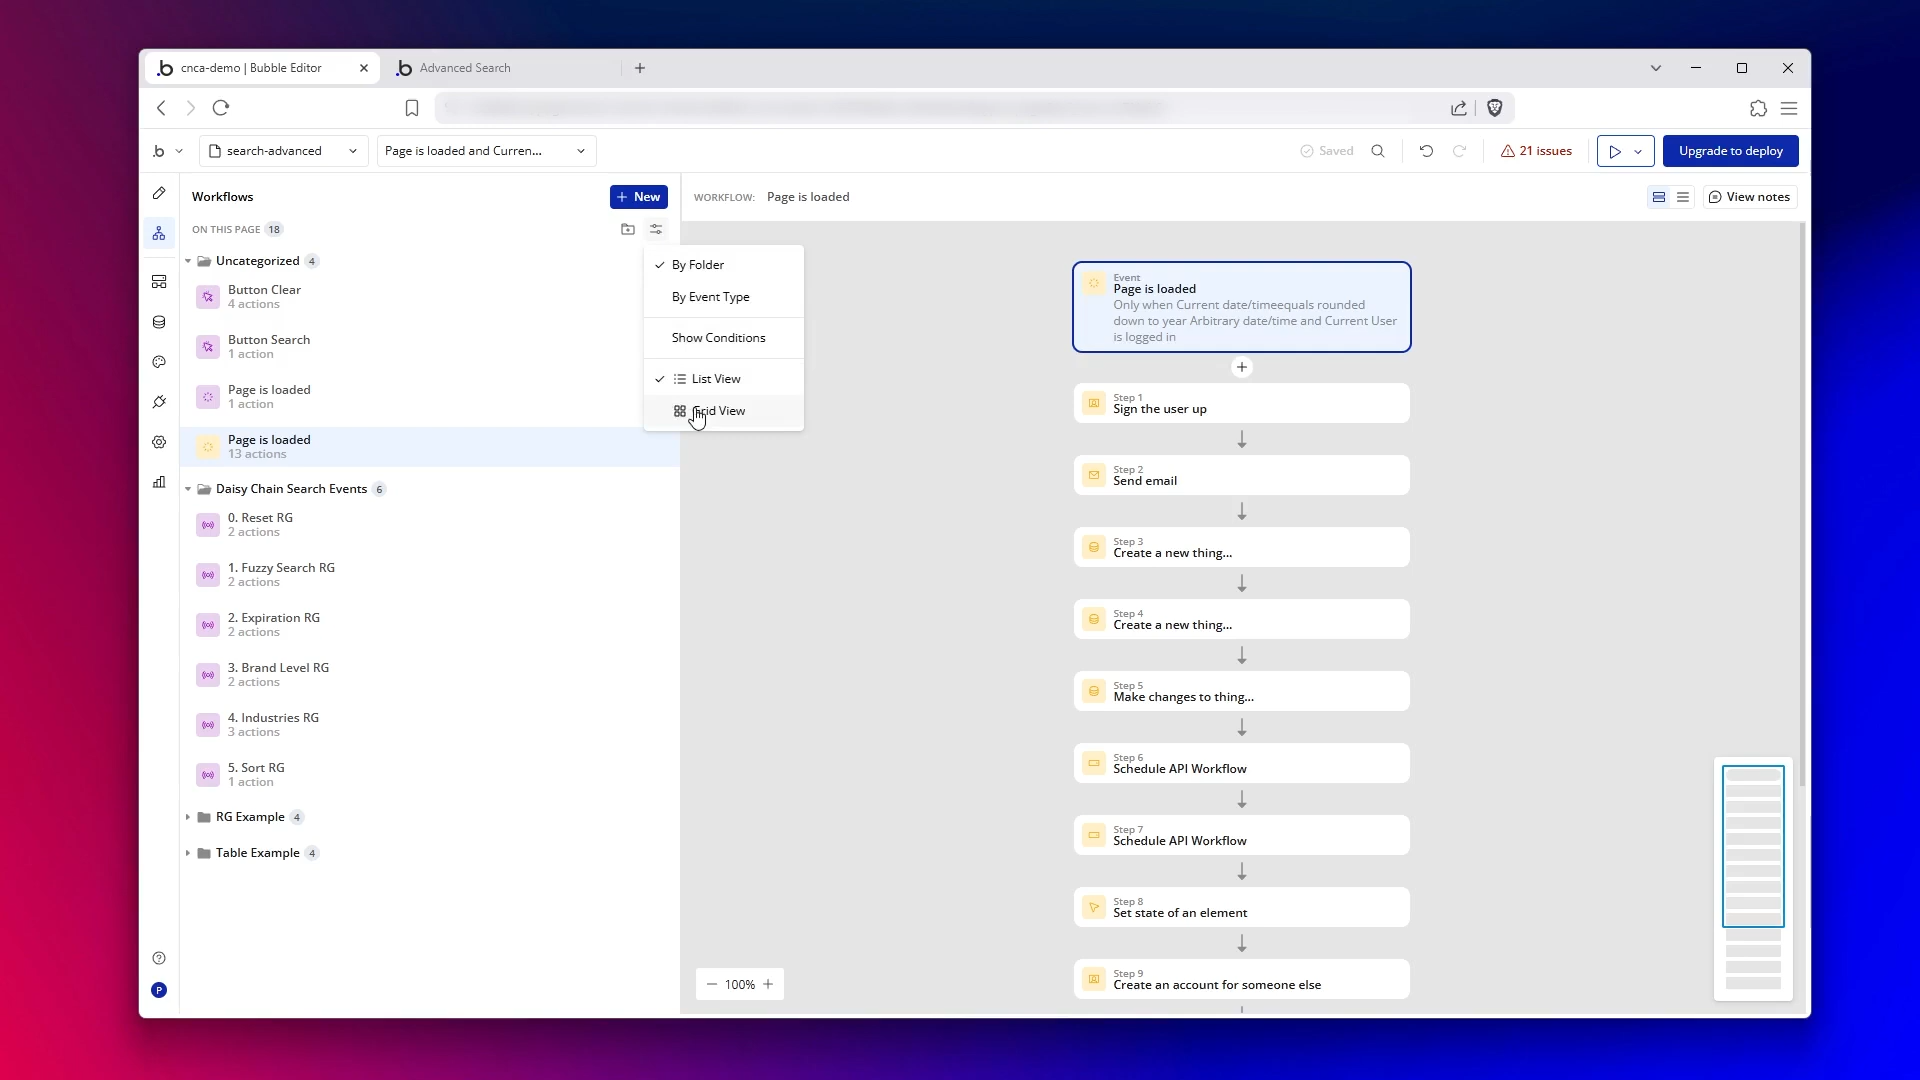 cnca-demo | Bubble Editor
Advanced Search
search-advanced
Page is loaded and Curren...
Saved
21 issues
Upgrade to deploy
Workflows
New
ON THIS PAGE 18
Uncategorized 4
Button Clear
4 actions
Button Search
1 action
Page is loaded
1 action
Page is loaded
13 actions
Daisy Chain Search Events 6
0. Reset RG
2 actions
1. Fuzzy Search RG
2 actions
2. Expiration RG
2 actions
3. Brand Level RG
2 actions
4. Industries RG
3 actions
5. Sort RG
1 action
RG Example 4
Table Example 4
P
By Folder
By Event Type
Show Conditions
List View
Grid View
WORKFLOW: Page is loaded
View notes
Event
Page is loaded
Only when Current date/timeequals rounded
down to year Arbitrary date/time and Current User
is logged in
Step 1
Sign the user up
Step 2
Send email
Step 3
Create a new thing...
Step 4
Create a new thing...
Step 5
Make changes to thing...
Step 6
Schedule API Workflow
Step 7
Schedule API Workflow
Step 8
Set state of an element
Step 9
Create an account for someone else
100%